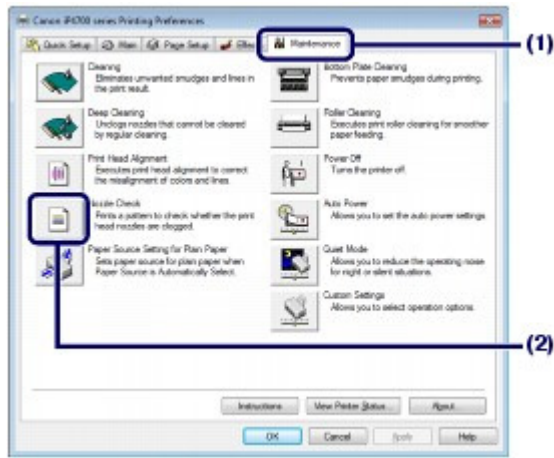 Canon iP4700 series Printing Preferences
Quick Setup Main Page Setup Maintenance
(1)
Cleaning
Eliminates unwanted smudges and lines in
the print result.
Bottom Plate Cleaning
Prevents paper smudges during printing.
Deep Cleaning
Unclogs nozzles that cannot be cleared
by regular cleaning.
Roller Cleaning
Executes print roller cleaning for smoother
paper feeding.
Print Head Alignment
Executes print head alignment to correct
the misalignment of colors and lines.
Power Off
Turns the printer off.
Nozzle Check
Prints a pattern to check whether the print
head nozzles are clogged.
Auto Power
Allows you to set the auto power settings.
Paper Source Setting for Plain Paper
Sets paper source for plain paper when
Paper Source is Automatically Select.
Quiet Mode
Allows you to reduce the operating noise
for night or silent situations.
Custom Settings
Allows you to select operation options.
(2)
Instructions View Printer Status... About
OK Cancel Apply Help